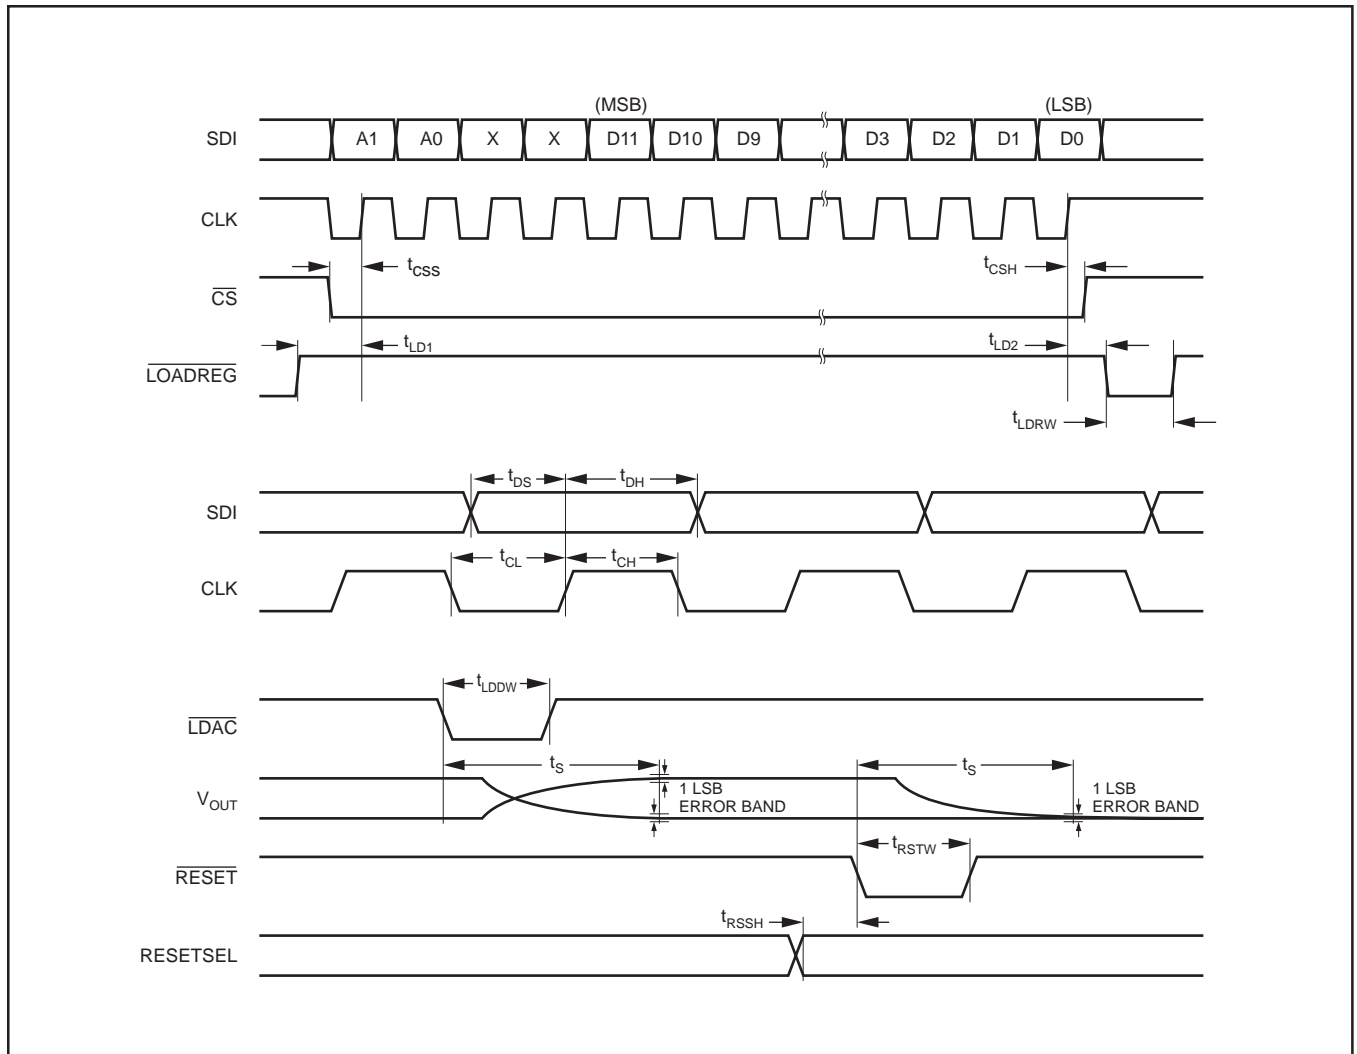 (MSB) (LSB)
SDI A1 A0 X X D11 D10 D9 D3 D2 D1 D0
CLK
tCSS tCSH
CS
tLD1 tLD2
LOADREG
tLDRW
tDS tDH
SDI
tCL tCH
CLK
tLDDW
LDAC
tS tS
1 LSB 1 LSB
VOUT ERROR BAND ERROR BAND
tRSTW
RESET
tRSSH
RESETSEL